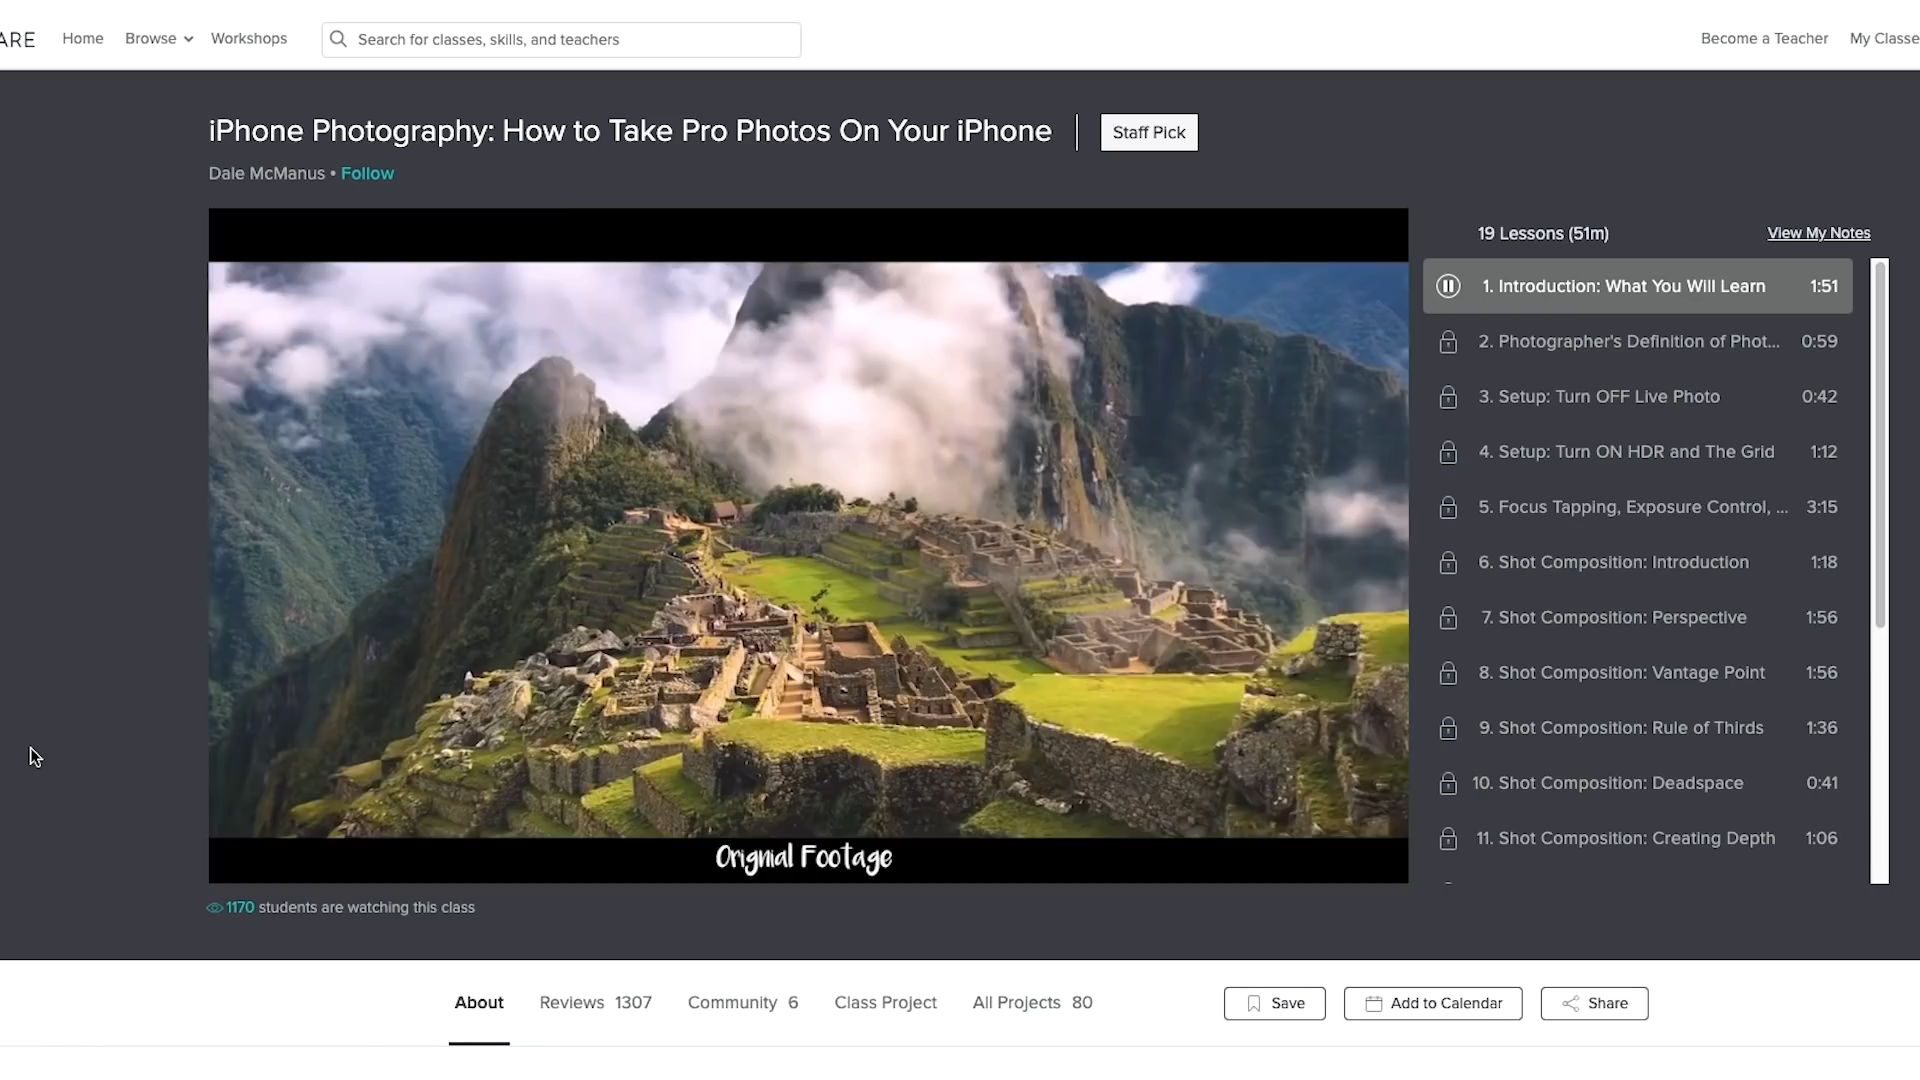 ARE Home Browse Workshops Search for classes, skills, and teachers Become a Teacher My Classe
iPhone Photography: How to Take Pro Photos On Your iPhone Staff Pick
Dale McManus • Follow
19 Lessons (51m) View My Notes
1. Introduction: What You Will Learn 1:51
2. Photographer's Definition of Phot... 0:59
3. Setup: Turn OFF Live Photo 0:42
4. Setup: Turn ON HDR and The Grid 1:12
5. Focus Tapping, Exposure Control, ... 3:15
6. Shot Composition: Introduction 1:18
7. Shot Composition: Perspective 1:56
8. Shot Composition: Vantage Point 1:56
9. Shot Composition: Rule of Thirds 1:36
10. Shot Composition: Deadspace 0:41
11. Shot Composition: Creating Depth 1:06
Orignial Footage
1170 students are watching this class
About Reviews 1307 Community 6 Class Project All Projects 80 Save Add to Calendar Share